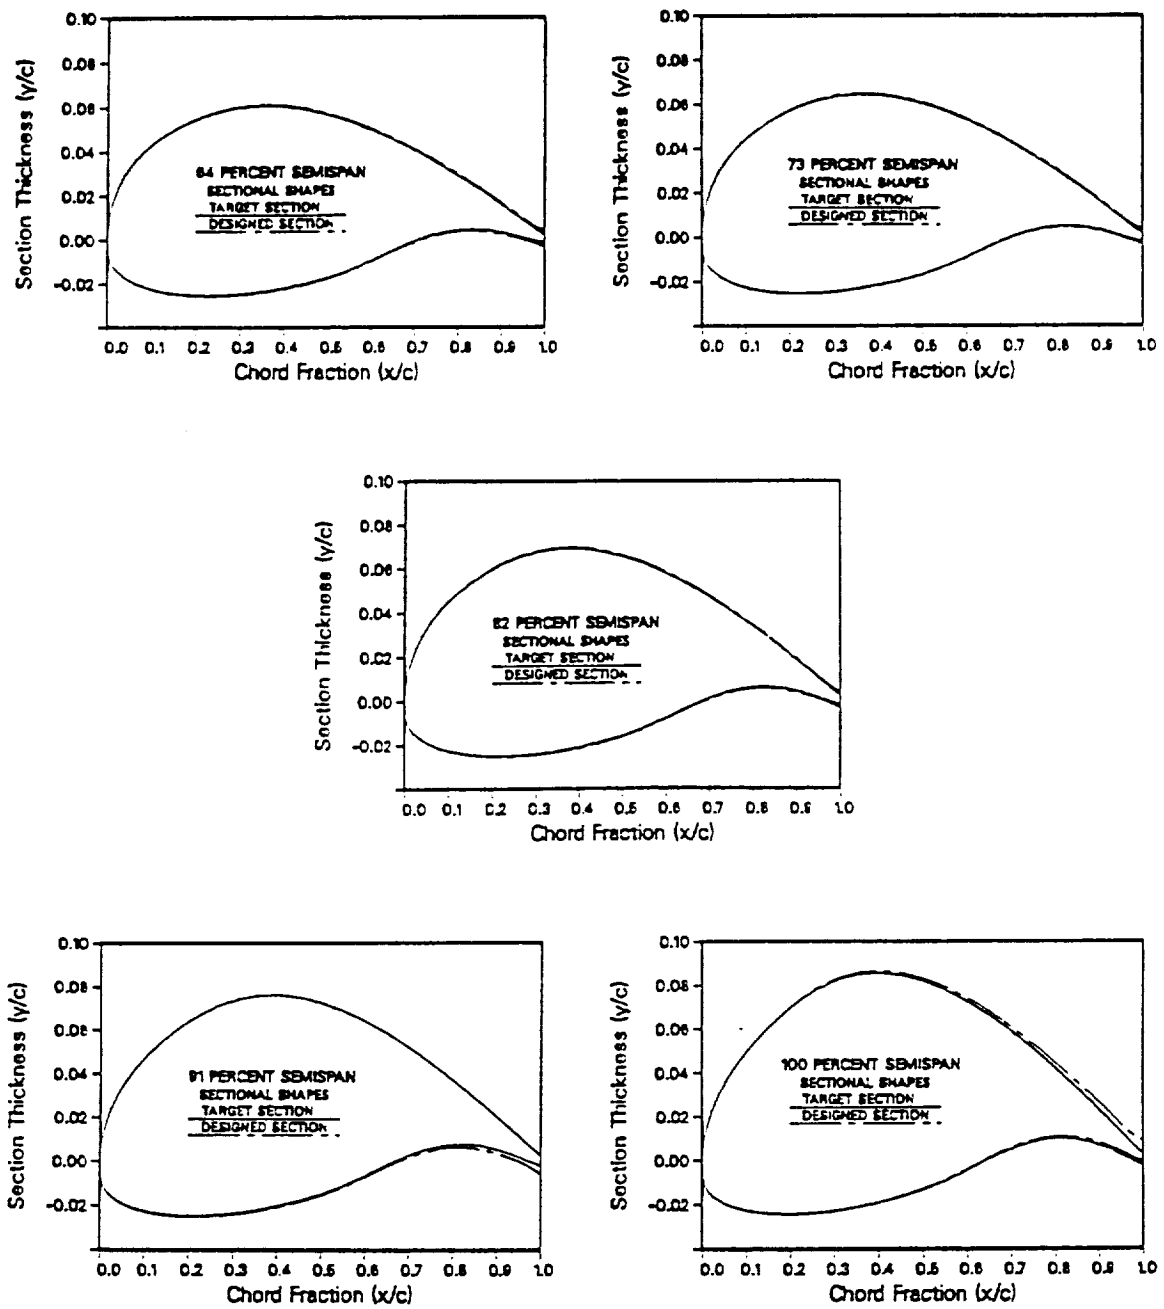 0.10
0.08
0.06
0.04
0.02
0.00
-0.02
Section Thickness (y/c)
64 PERCENT SEMISPAN
SECTIONAL SHAPES
TARGET SECTION
DESIGNED SECTION
0.0 0.1 0.2 0.3 0.4 0.5 0.6 0.7 0.8 0.9 1.0
Chord Fraction (x/c)
0.10
0.08
0.06
0.04
0.02
0.00
-0.02
Section Thickness (y/c)
73 PERCENT SEMISPAN
SECTIONAL SHAPES
TARGET SECTION
DESIGNED SECTION
0.0 0.1 0.2 0.3 0.4 0.5 0.6 0.7 0.8 0.9 1.0
Chord Fraction (x/c)
0.10
0.08
0.06
0.04
0.02
0.00
-0.02
Section Thickness (y/c)
82 PERCENT SEMISPAN
SECTIONAL SHAPES
TARGET SECTION
DESIGNED SECTION
0.0 0.1 0.2 0.3 0.4 0.5 0.6 0.7 0.8 0.9 1.0
Chord Fraction (x/c)
0.10
0.08
0.06
0.04
0.02
0.00
-0.02
Section Thickness (y/c)
91 PERCENT SEMISPAN
SECTIONAL SHAPES
TARGET SECTION
DESIGNED SECTION
0.0 0.1 0.2 0.3 0.4 0.5 0.6 0.7 0.8 0.9 1.0
Chord Fraction (x/c)
0.10
0.08
0.06
0.04
0.02
0.00
-0.02
Section Thickness (y/c)
100 PERCENT SEMISPAN
SECTIONAL SHAPES
TARGET SECTION
DESIGNED SECTION
0.0 0.1 0.2 0.3 0.4 0.5 0.6 0.7 0.8 0.9 1.0
Chord Fraction (x/c)